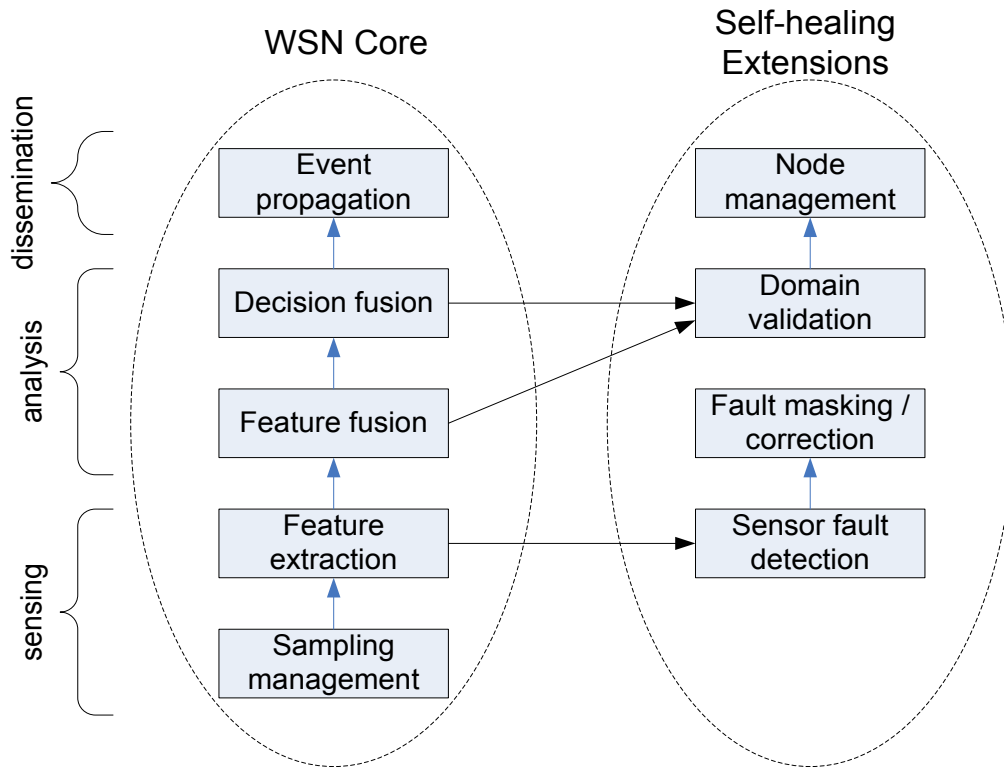 WSN Core
Self-healing
Extensions
dissemination
Event
propagation
Node
management
analysis
Decision fusion
Domain
validation
Feature fusion
Fault masking /
correction
sensing
Feature
extraction
Sensor fault
detection
Sampling
management